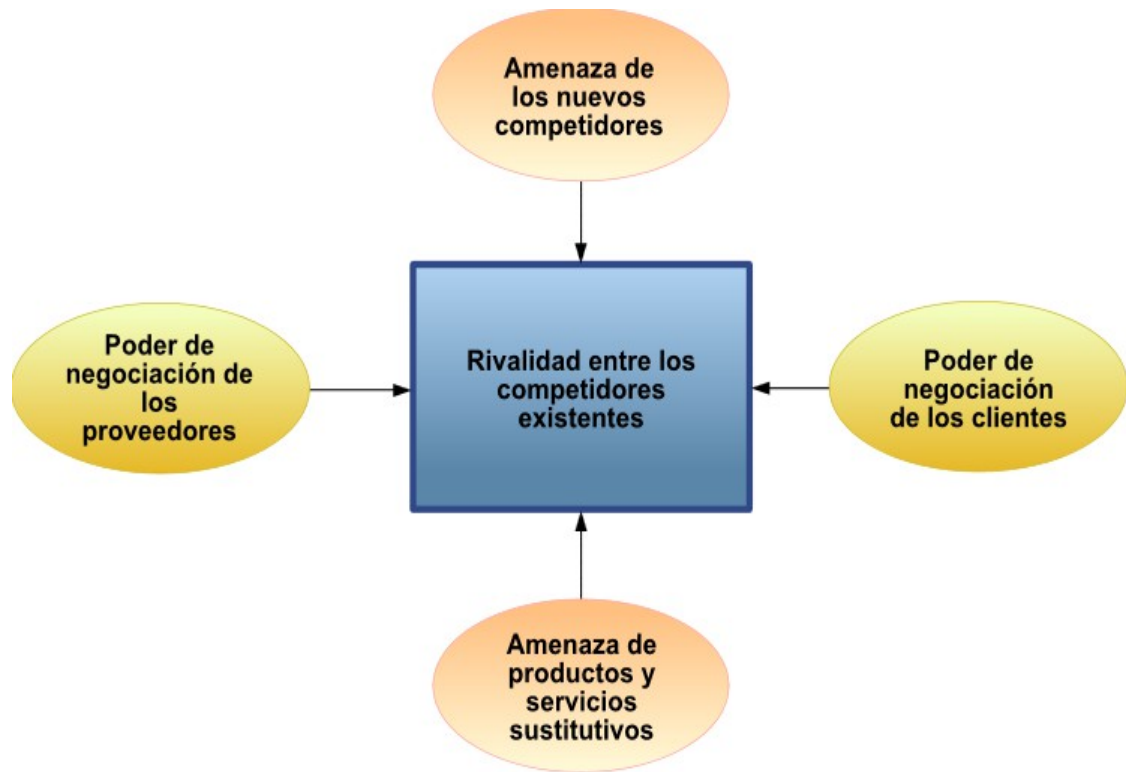 Amenaza de
los nuevos
competidores
Poder de
negociación de
los
proveedores
Rivalidad entre los
competidores
existentes
Poder de
negociación
de los clientes
Amenaza de
productos y
servicios
sustitutivos